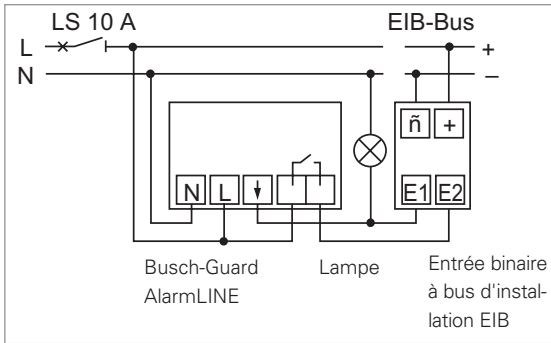 LS 10 A
EIB-Bus
L
+
N
–
ñ +
N L
E1 E2
Busch-Guard
AlarmLINE
Lampe
Entrée binaire
à bus d'instal-
lation EIB